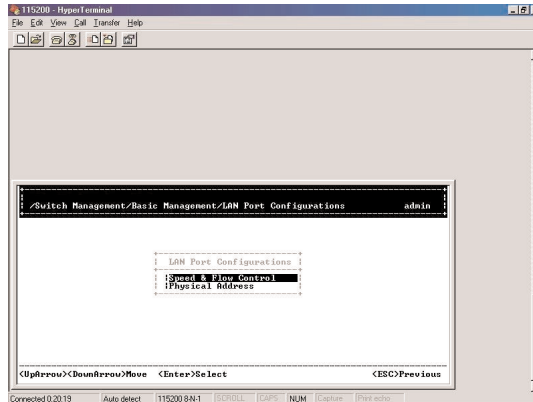 115200 - HyperTerminal
File Edit View Call Transfer Help
/Switch Management/Basic Management/LAN Port Configurations admin
LAN Port Configurations
Speed & Flow Control
Physical Address
<UpArrow><DownArrow>Move <Enter>Select <ESC>Previous
Connected 0:20:19 Auto detect 115200 8-N-1 SCROLL CAPS NUM Capture Print echo